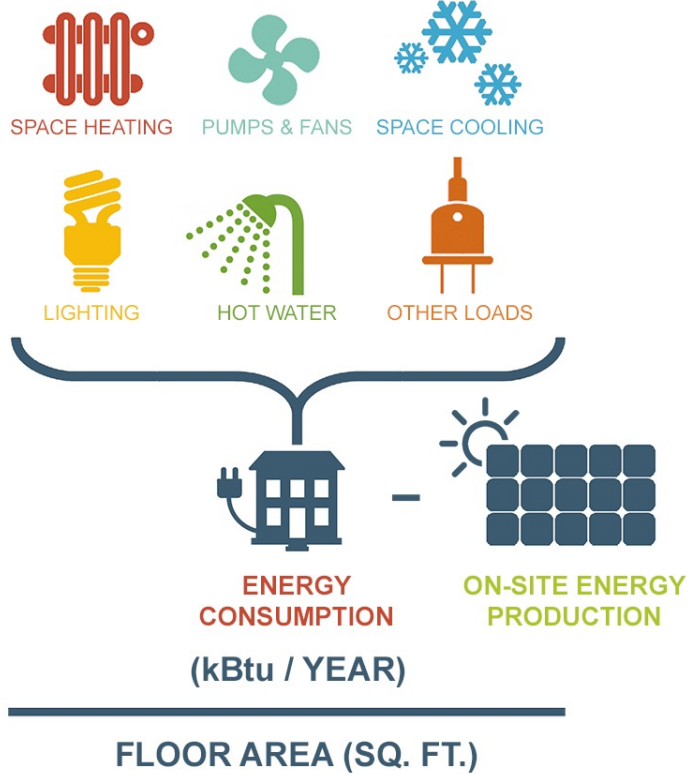 SPACE HEATING
PUMPS & FANS
SPACE COOLING
LIGHTING
HOT WATER
OTHER LOADS
ENERGY
CONSUMPTION
–
ON-SITE ENERGY
PRODUCTION
(kBtu / YEAR)
FLOOR AREA (SQ. FT.)